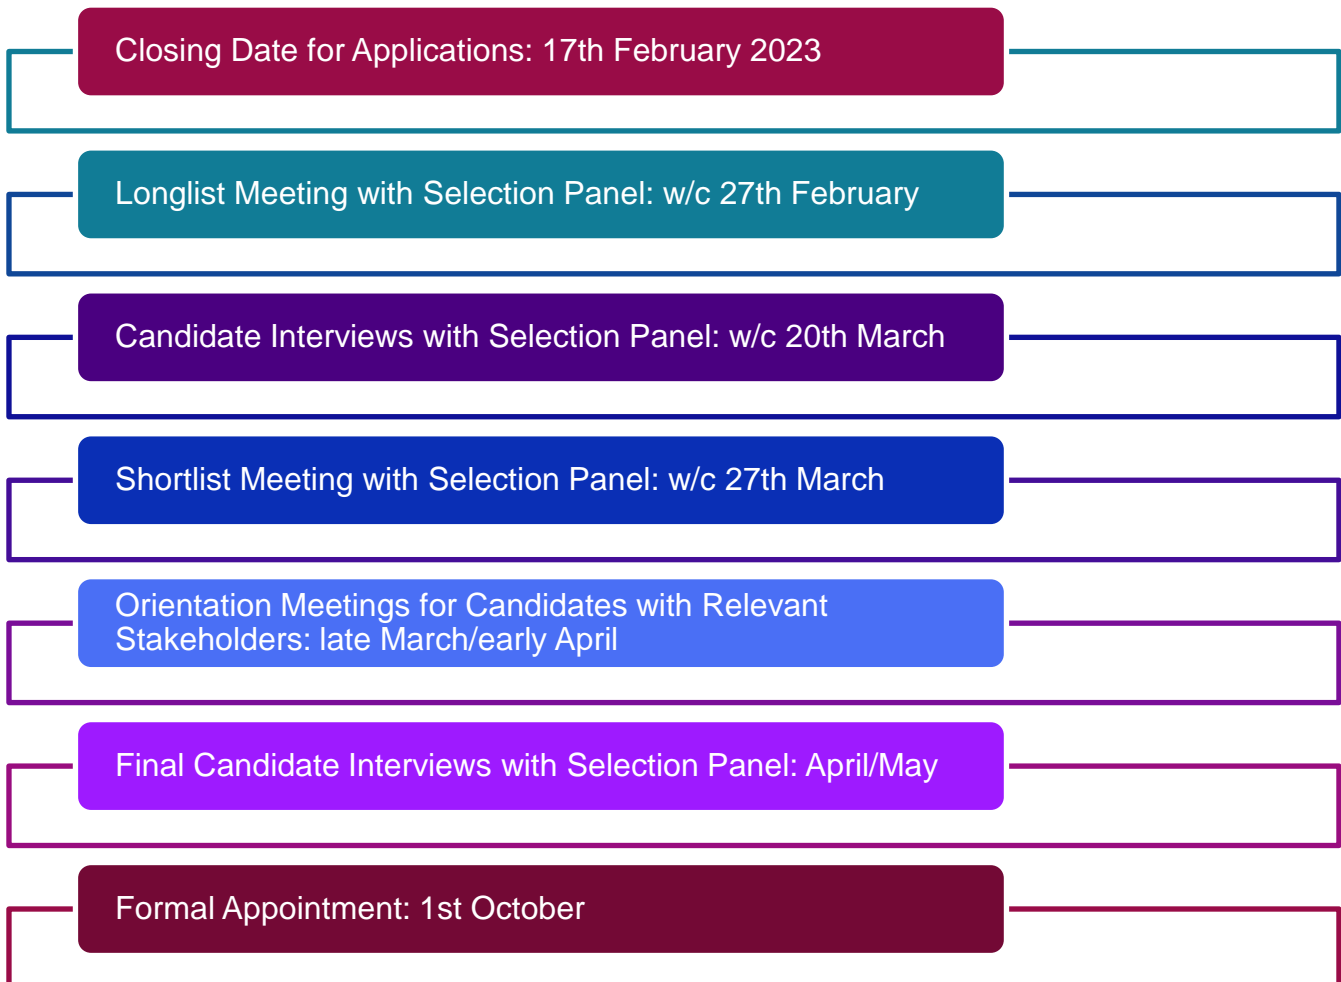 Closing Date for Applications: 17th February 2023
Longlist Meeting with Selection Panel: w/c 27th February
Candidate Interviews with Selection Panel: w/c 20th March
Shortlist Meeting with Selection Panel: w/c 27th March
Orientation Meetings for Candidates with Relevant
Stakeholders: late March/early April
Final Candidate Interviews with Selection Panel: April/May
Formal Appointment: 1st October